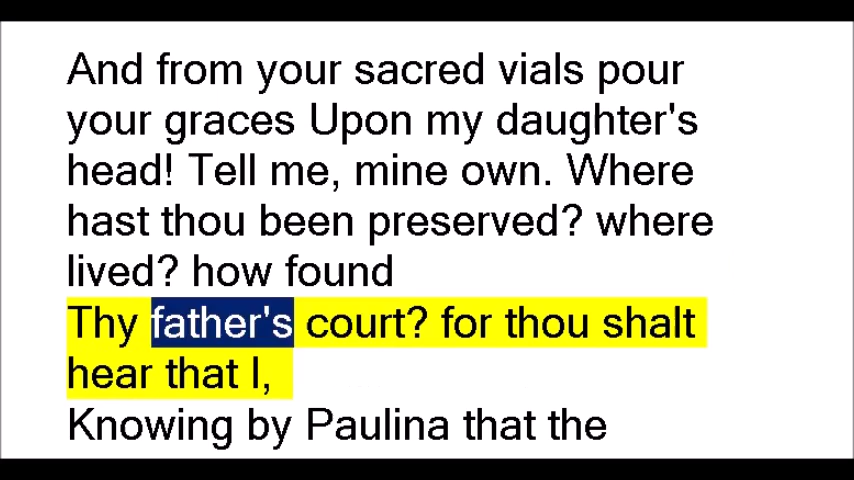 And from your sacred vials pour
your graces Upon my daughter's
head! Tell me, mine own. Where
hast thou been preserved? where
lived? how found
Thy father's court? for thou shalt
hear that I,
Knowing by Paulina that the